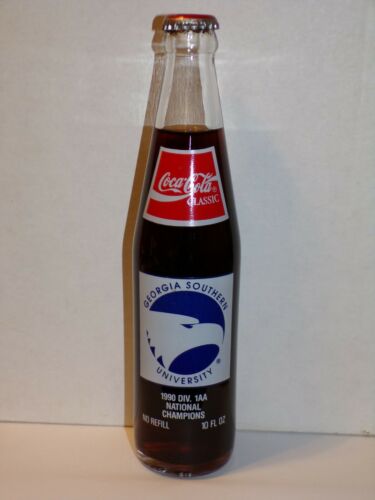 Coca-Cola®
CLASSIC
GEORGIA SOUTHERN
UNIVERSITY ®
1990 DIV. 1AA
NATIONAL
CHAMPIONS
NO REFILL 10 FL OZ